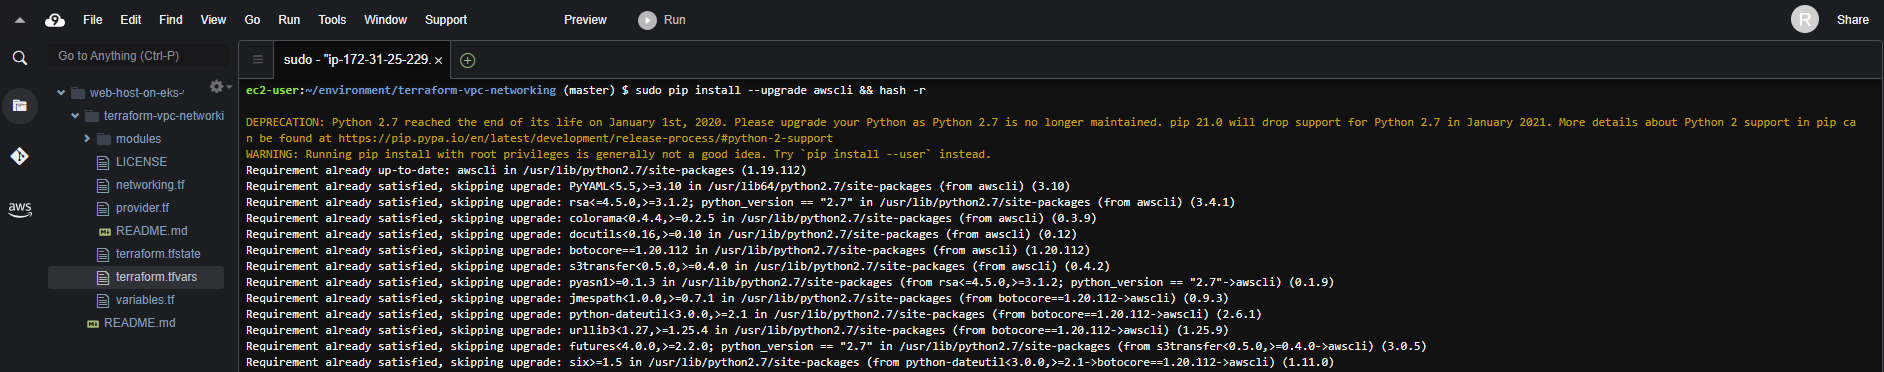 9 File Edit Find View Go Run Tools Window Support Preview Run R Share
Go to Anything (Ctrl-P)
sudo - "ip-172-31-25-229.
web-host-on-eks-
terraform-vpc-networki
modules
LICENSE
networking.tf
provider.tf
README.md
terraform.tfstate
terraform.tfvars
variables.tf
README.md
aws
ec2-user:~/environment/terraform-vpc-networking (master) $ sudo pip install --upgrade awscli && hash -r
DEPRECATION: Python 2.7 reached the end of its life on January 1st, 2020. Please upgrade your Python as Python 2.7 is no longer maintained. pip 21.0 will drop support for Python 2.7 in January 2021. More details about Python 2 support in pip ca
n be found at https://pip.pypa.io/en/latest/development/release-process/#python-2-support
WARNING: Running pip install with root privileges is generally not a good idea. Try `pip install --user` instead.
Requirement already up-to-date: awscli in /usr/lib/python2.7/site-packages (1.19.112)
Requirement already satisfied, skipping upgrade: PyYAML<5.5,>=3.10 in /usr/lib64/python2.7/site-packages (from awscli) (3.10)
Requirement already satisfied, skipping upgrade: rsa<=4.5.0,>=3.1.2; python_version == "2.7" in /usr/lib/python2.7/site-packages (from awscli) (3.4.1)
Requirement already satisfied, skipping upgrade: colorama<0.4.4,>=0.2.5 in /usr/lib/python2.7/site-packages (from awscli) (0.3.9)
Requirement already satisfied, skipping upgrade: docutils<0.16,>=0.10 in /usr/lib/python2.7/site-packages (from awscli) (0.12)
Requirement already satisfied, skipping upgrade: botocore==1.20.112 in /usr/lib/python2.7/site-packages (from awscli) (1.20.112)
Requirement already satisfied, skipping upgrade: s3transfer<0.5.0,>=0.4.0 in /usr/lib/python2.7/site-packages (from awscli) (0.4.2)
Requirement already satisfied, skipping upgrade: pyasn1>=0.1.3 in /usr/lib/python2.7/site-packages (from rsa<=4.5.0,>=3.1.2; python_version == "2.7"->awscli) (0.1.9)
Requirement already satisfied, skipping upgrade: jmespath<1.0.0,>=0.7.1 in /usr/lib/python2.7/site-packages (from botocore==1.20.112->awscli) (0.9.3)
Requirement already satisfied, skipping upgrade: python-dateutil<3.0.0,>=2.1 in /usr/lib/python2.7/site-packages (from botocore==1.20.112->awscli) (2.6.1)
Requirement already satisfied, skipping upgrade: urllib3<1.27,>=1.25.4 in /usr/lib/python2.7/site-packages (from botocore==1.20.112->awscli) (1.25.9)
Requirement already satisfied, skipping upgrade: futures<4.0.0,>=2.2.0; python_version == "2.7" in /usr/lib/python2.7/site-packages (from s3transfer<0.5.0,>=0.4.0->awscli) (3.0.5)
Requirement already satisfied, skipping upgrade: six>=1.5 in /usr/lib/python2.7/site-packages (from python-dateutil<3.0.0,>=2.1->botocore==1.20.112->awscli) (1.11.0)